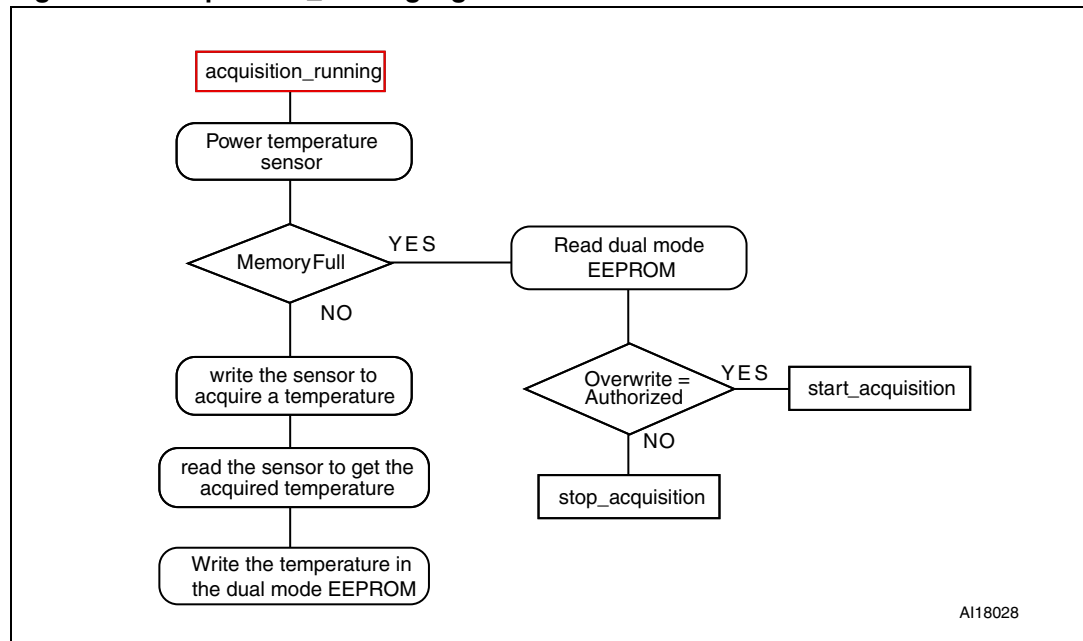 acquisition_running
Power temperature
sensor
MemoryFull
YES
NO
Read dual mode
EEPROM
write the sensor to
acquire a temperature
Overwrite =
Authorized
YES
NO
start_acquisition
read the sensor to get the
acquired temperature
stop_acquisition
Write the temperature in
the dual mode EEPROM
AI18028